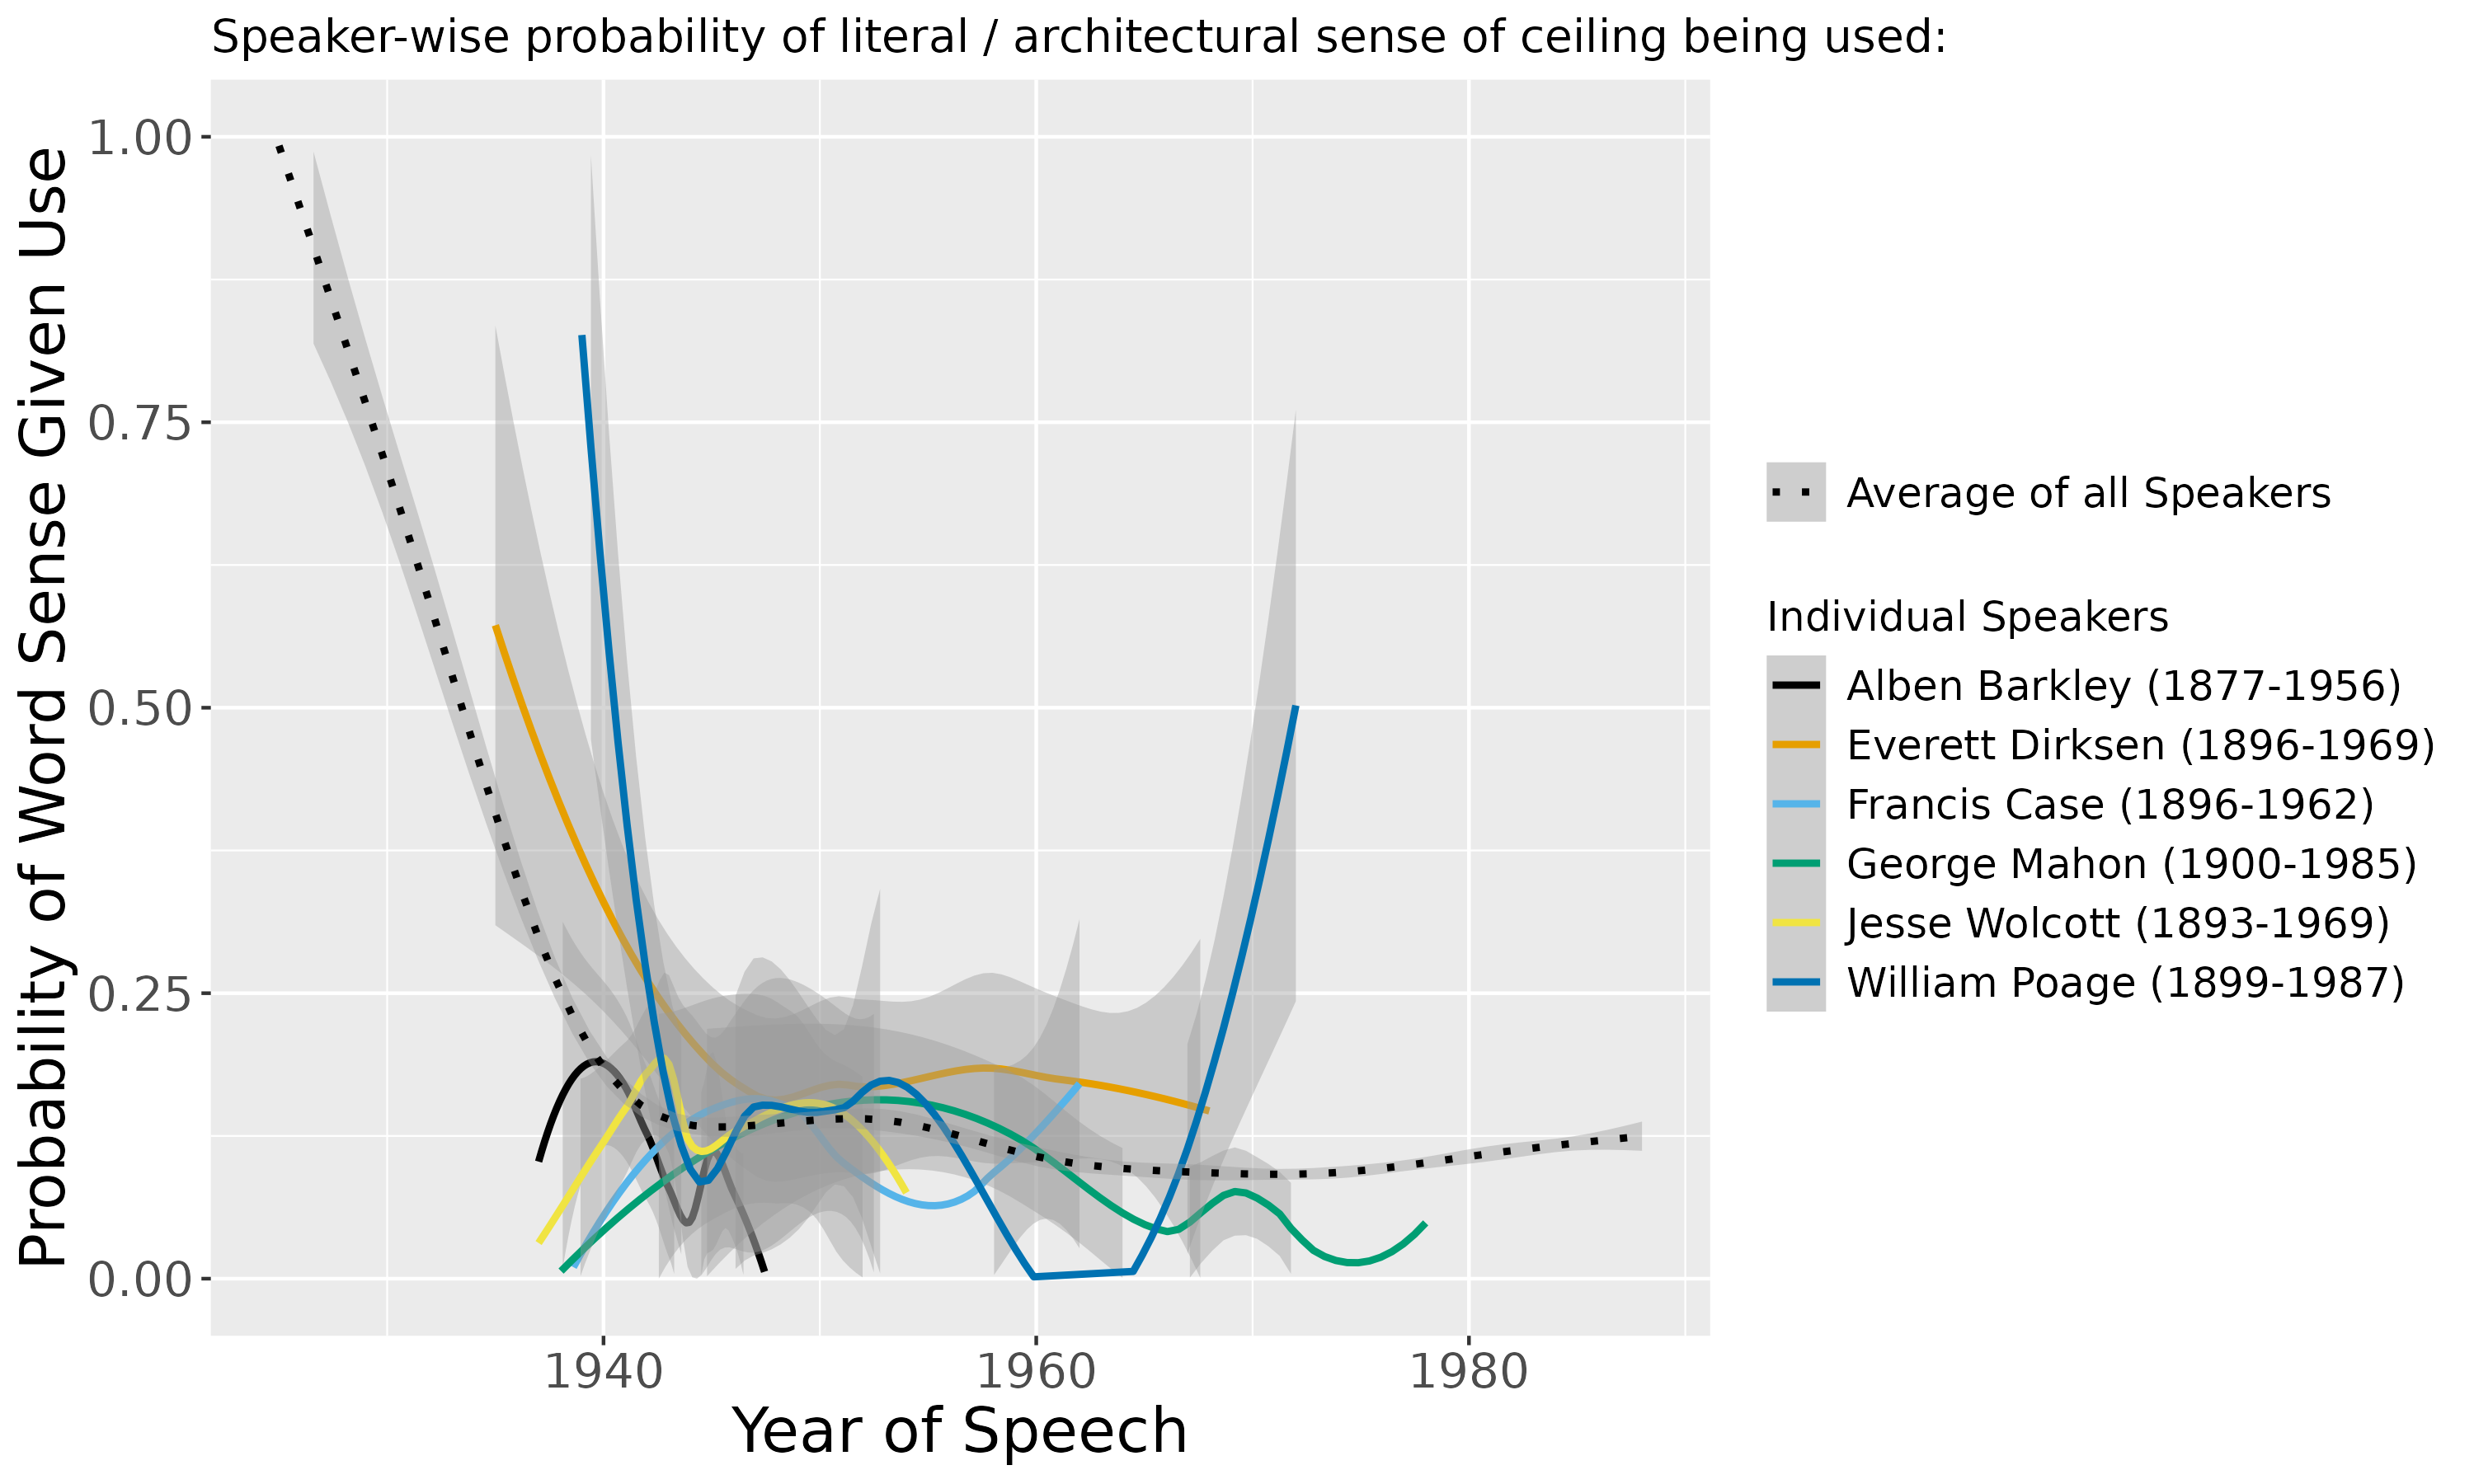 Speaker-wise probability of literal / architectural sense of ceiling being used:
Probability of Word Sense Given Use
1.00
0.75
0.50
0.25
0.00
1940
1960
1980
Year of Speech
Average of all Speakers
Individual Speakers
Alben Barkley (1877-1956)
Everett Dirksen (1896-1969)
Francis Case (1896-1962)
George Mahon (1900-1985)
Jesse Wolcott (1893-1969)
William Poage (1899-1987)